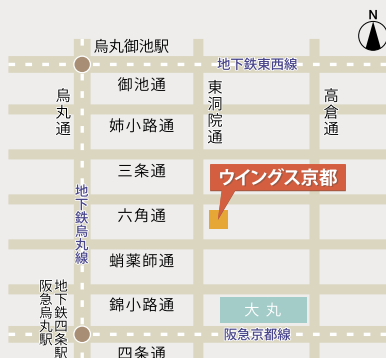 N
烏丸御池駅
地下鉄東西線
御池通
烏丸通
東洞院通
高倉通
姉小路通
三条通
ウイングス京都
地下鉄烏丸線
六角通
蛸薬師通
地下鉄四条駅
阪急烏丸駅
錦小路通
大丸
阪急京都線
四条通